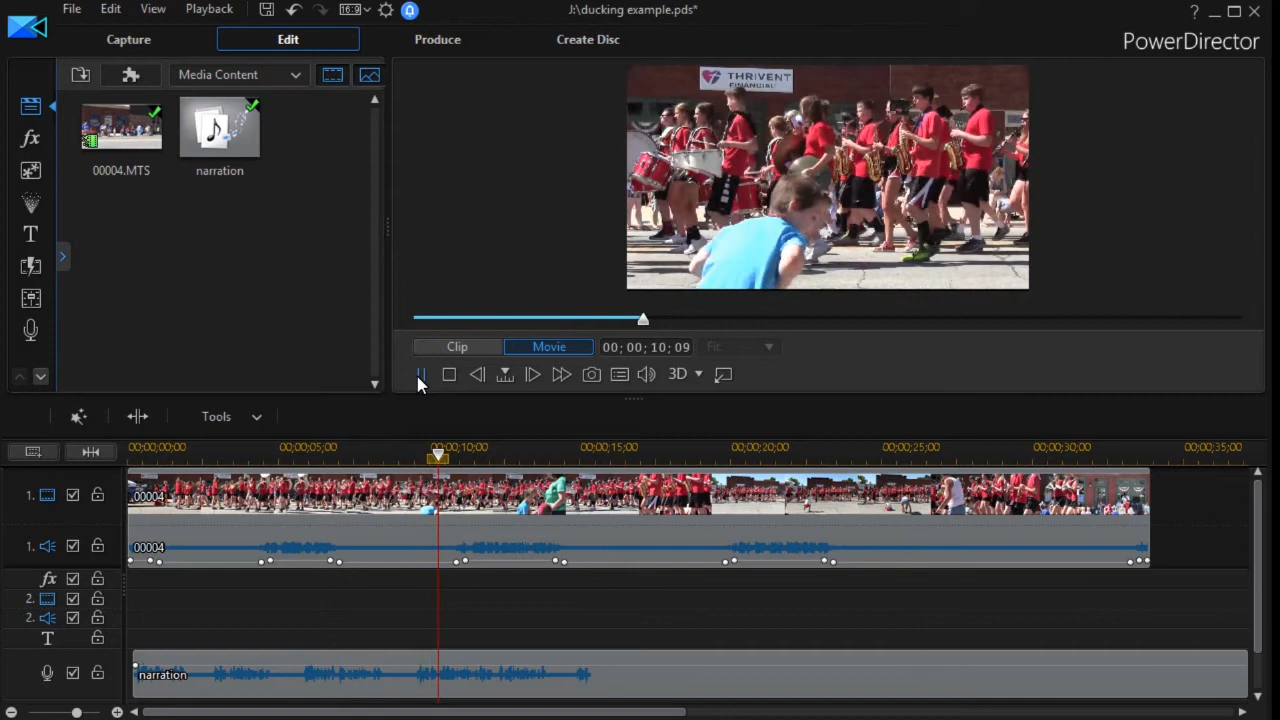 File Edit View Playback 16:9 J:\ducking example.pds* ?
Capture Edit Produce Create Disc PowerDirector
Media Content
00004.MTS narration
THRIVENT
FINANCIAL
fx
T
Clip Movie 00; 00; 10; 09 Fit
3D
Tools
00;00;00;00 00;00;05;00 00;00;10;00 00;00;15;00 00;00;20;00 00;00;25;00 00;00;30;00 00;00;35;00
1. 00004
1. 00004
fx
2.
2.
T
narration